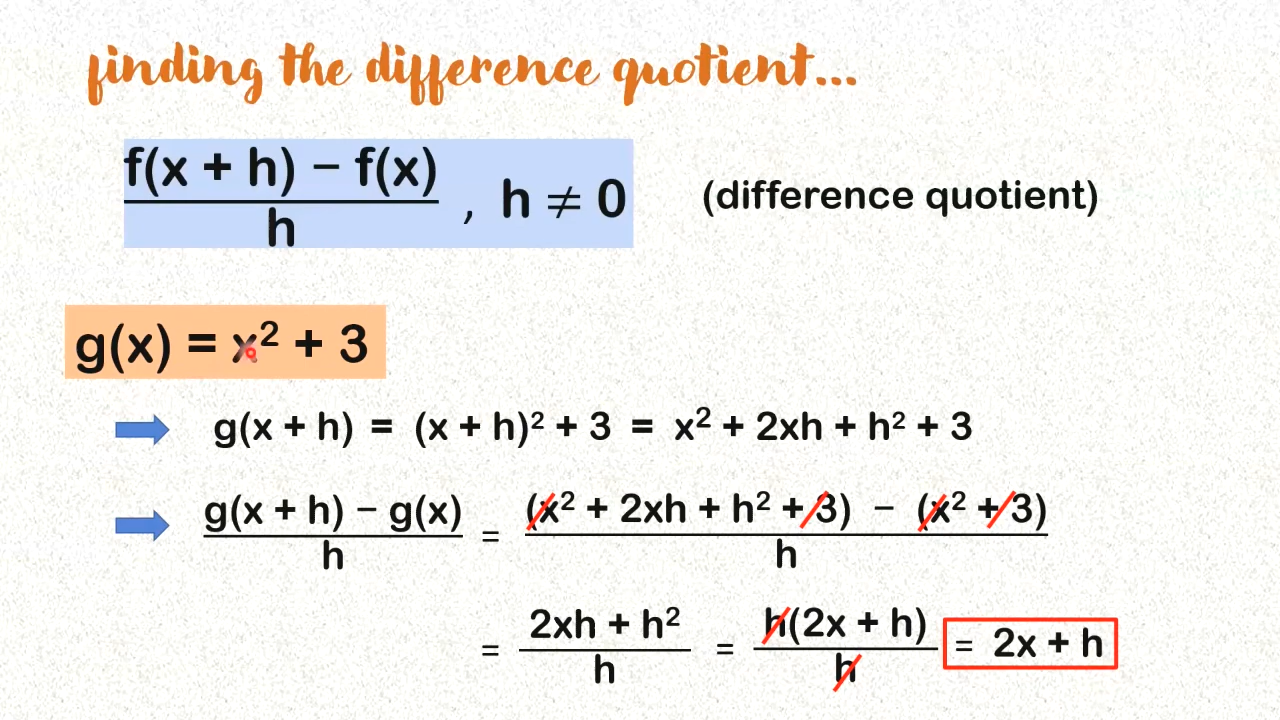 finding the difference quotient...
f(x + h) − f(x)
h
, h ≠ 0
(difference quotient)
g(x) = x² + 3
g(x + h) = (x + h)² + 3 = x² + 2xh + h² + 3
g(x + h) − g(x)
h
=
(x² + 2xh + h² + 3) − (x² + 3)
h
=
2xh + h²
h
=
h(2x + h)
h
= 2x + h